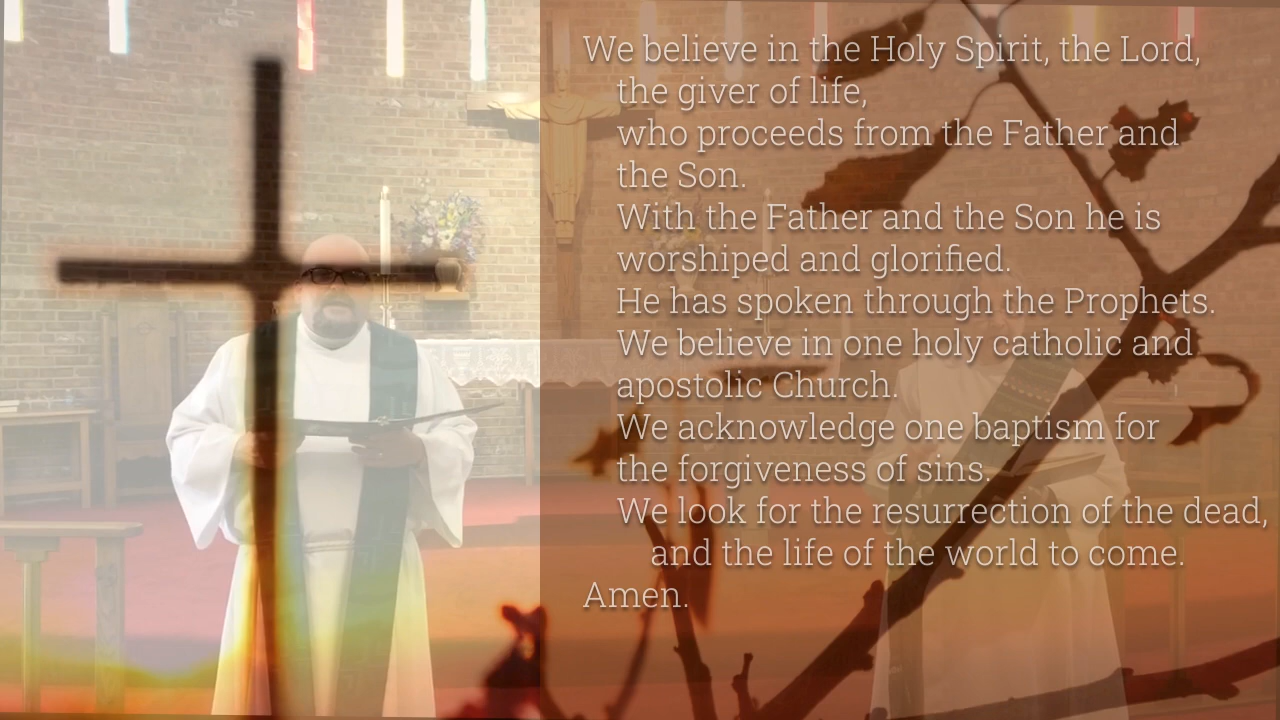 We believe in the Holy Spirit, the Lord,
the giver of life,
who proceeds from the Father and
the Son.
With the Father and the Son he is
worshiped and glorified.
He has spoken through the Prophets.
We believe in one holy catholic and
apostolic Church.
We acknowledge one baptism for
the forgiveness of sins.
We look for the resurrection of the dead,
and the life of the world to come.
Amen.